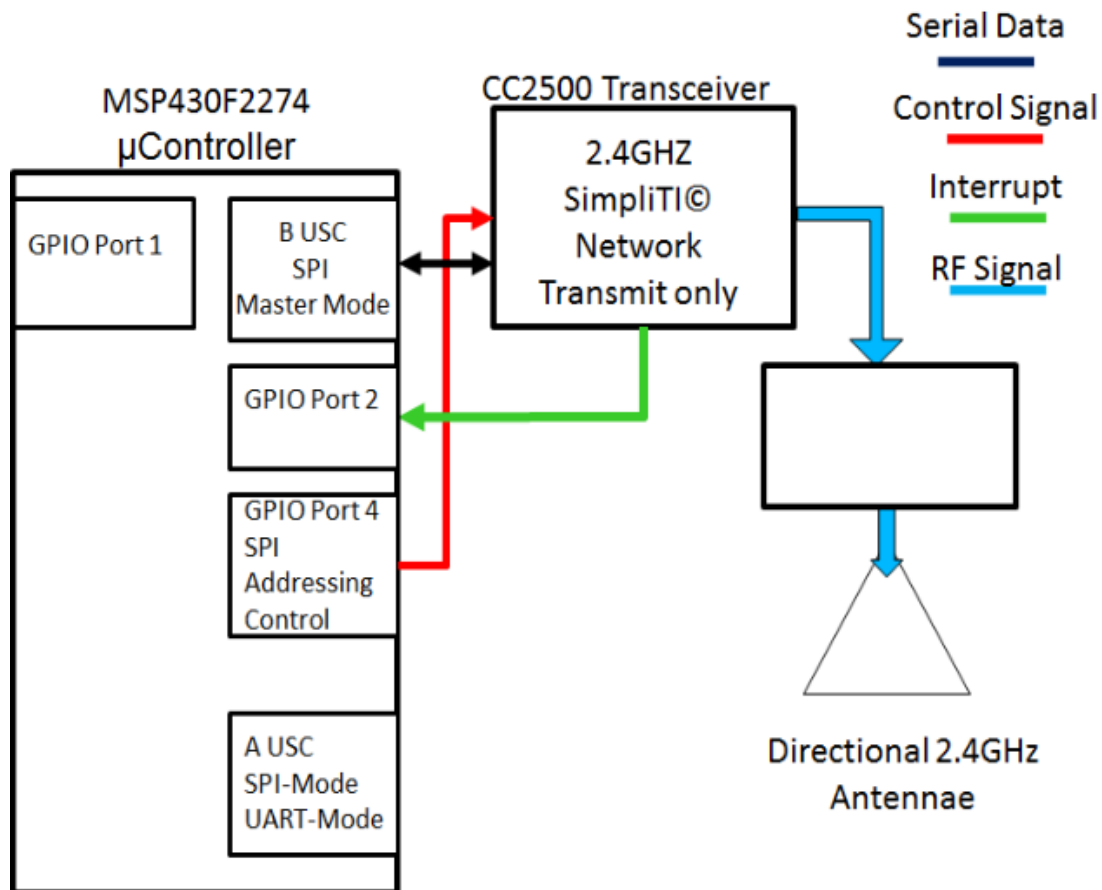 MSP430F2274
µController
GPIO Port 1
B USC
SPI
Master Mode
GPIO Port 2
GPIO Port 4
SPI
Addressing
Control
A USC
SPI-Mode
UART-Mode
CC2500 Transceiver
2.4GHZ
SimpliTI©
Network
Transmit only
Serial Data
Control Signal
Interrupt
RF Signal
Directional 2.4GHz
Antennae